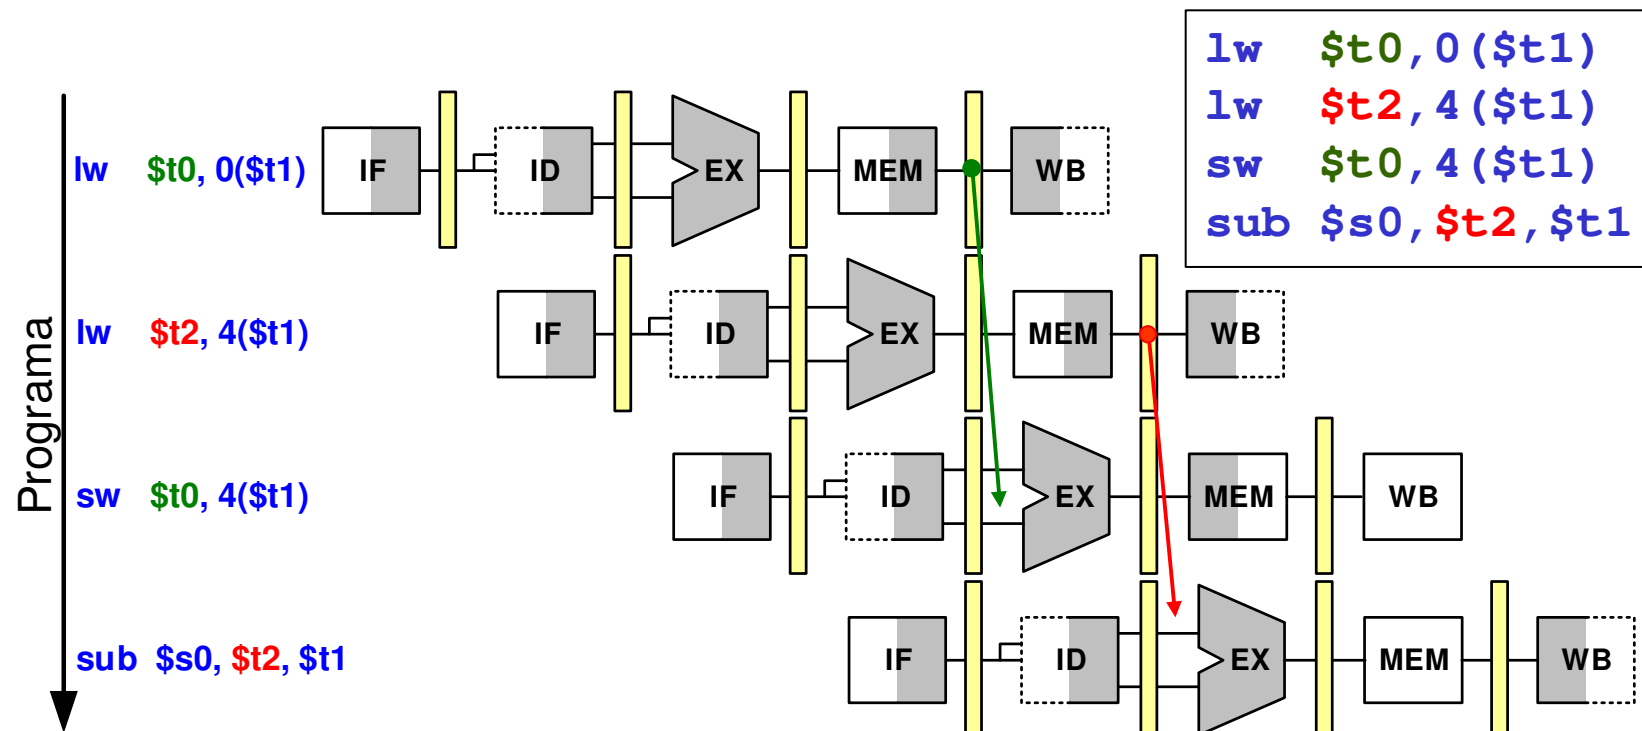 lw $t0,0($t1)
lw $t2,4($t1)
sw $t0,4($t1)
sub $s0,$t2,$t1
Programa
lw $t0, 0($t1)
IF ID EX MEM WB
lw $t2, 4($t1)
IF ID EX MEM WB
sw $t0, 4($t1)
IF ID EX MEM WB
sub $s0, $t2, $t1
IF ID EX MEM WB